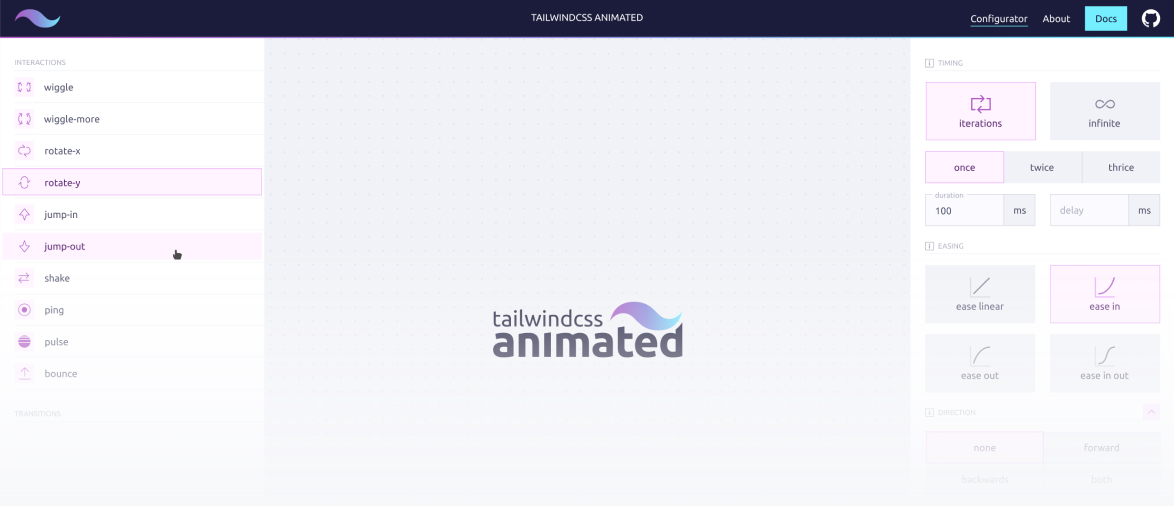 TAILWINDCSS ANIMATED
Configurator
About
Docs
INTERACTIONS
wiggle
wiggle-more
rotate-x
rotate-y
jump-in
jump-out
shake
ping
pulse
bounce
TRANSITIONS
tailwindcss
animated
TIMING
iterations
infinite
once
twice
thrice
duration
100
ms
delay
ms
EASING
ease linear
ease in
ease out
ease in out
DIRECTION
none
forward
backwards
both